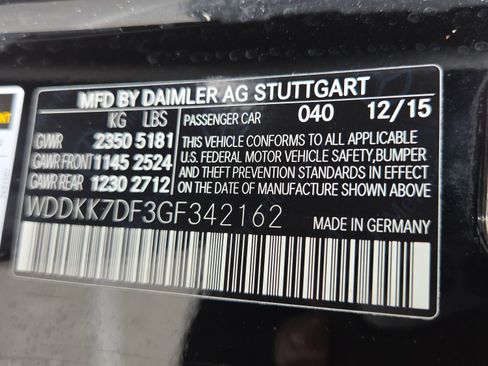 MFD BY DAIMLER AG STUTTGART
KG LBS
GVWR 2350 5181
GAWR FRONT 1145 2524
GAWR REAR 1230 2712
PASSENGER CAR 040 12/15
THIS VEHICLE CONFORMS TO ALL APPLICABLE
U.S. FEDERAL MOTOR VEHICLE SAFETY, BUMPER
AND THEFT PREVENTION STANDARDS IN EFFECT
ON THE DATE OF MANUFACTURE SHOWN ABOVE.
WDDKK7DF3GF342162
MADE IN GERMANY